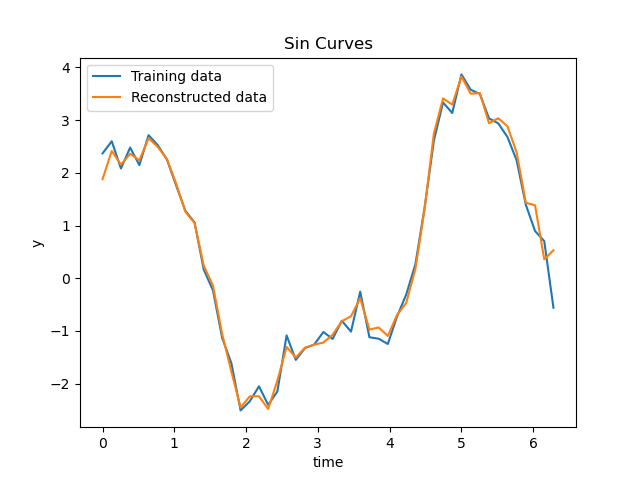 Sin Curves
Training data
Reconstructed data
y
4
3
2
1
0
−1
−2
0 1 2 3 4 5 6
time